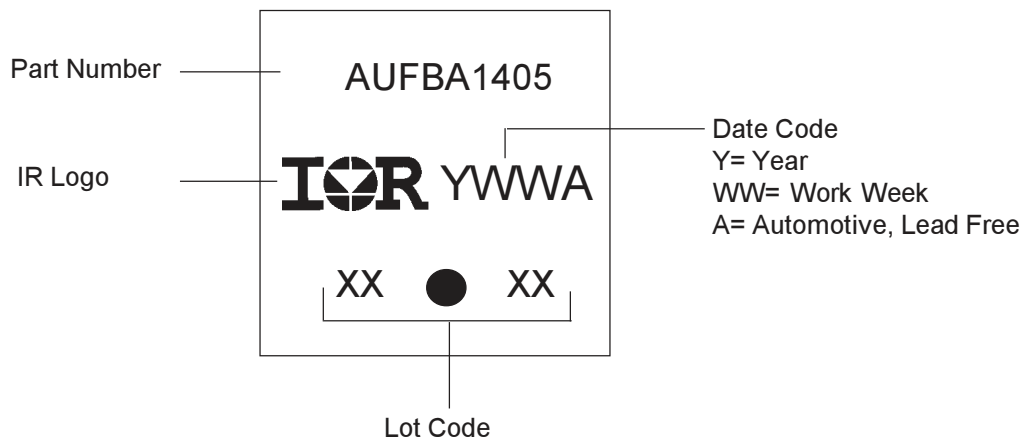 Part Number
AUFBA1405
IR Logo
IOR YWWA
Date Code
Y= Year
WW= Work Week
A= Automotive, Lead Free
XX XX
Lot Code